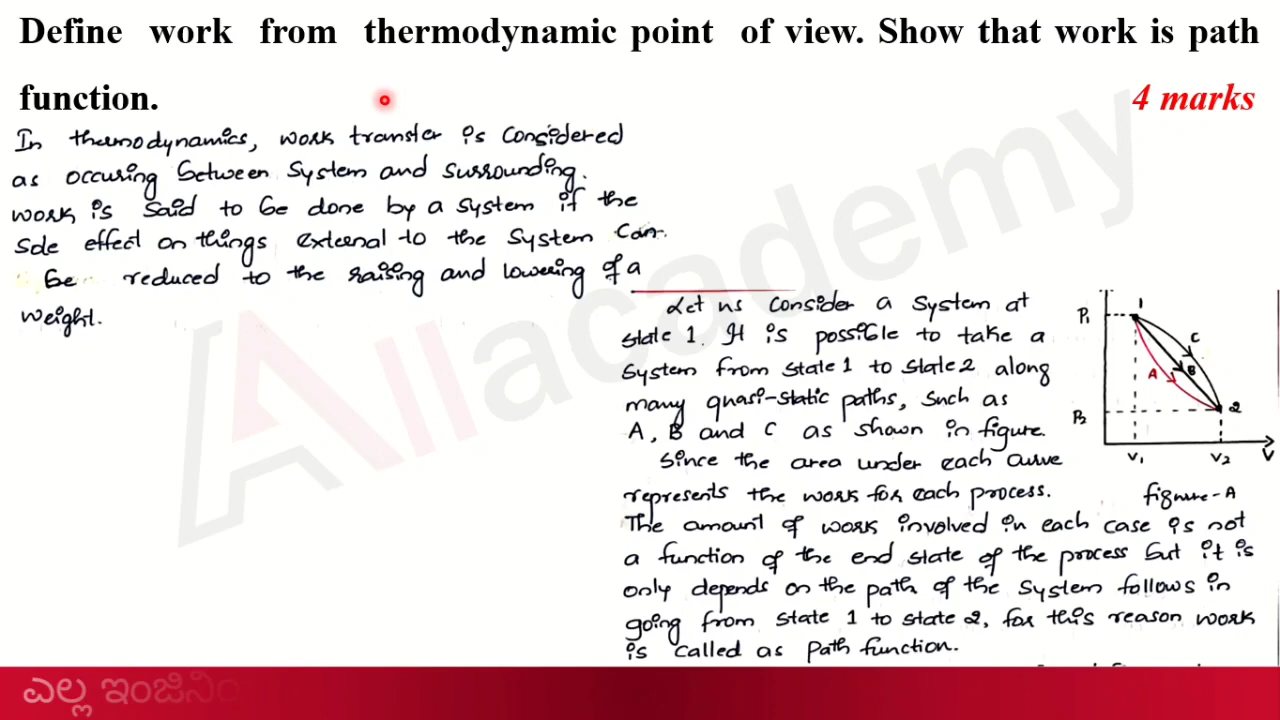 Define work from thermodynamic point of view. Show that work is path
function.
4 marks
In thermodynamics, work transfer is considered
as occuring between system and surrounding.
work is said to be done by a system if the
sole effect on things external to the system can
be reduced to the raising and lowering of a
weight.
Let us consider a system at
state 1. It is possible to take a
system from state 1 to state 2 along
many quasi-static paths, such as
A, B and C as shown in figure.
Since the area under each curve
represents the work for each process.
The amount of work involved in each case is not
a function of the end state of the process but it is
only depends on the path of the system follows in
going from state 1 to state 2, for this reason work
is called as path function.
P1
1
C
B
A
P2
2
V1
V2
V
figure-A
Allacademy
ಎಲ್ಲ